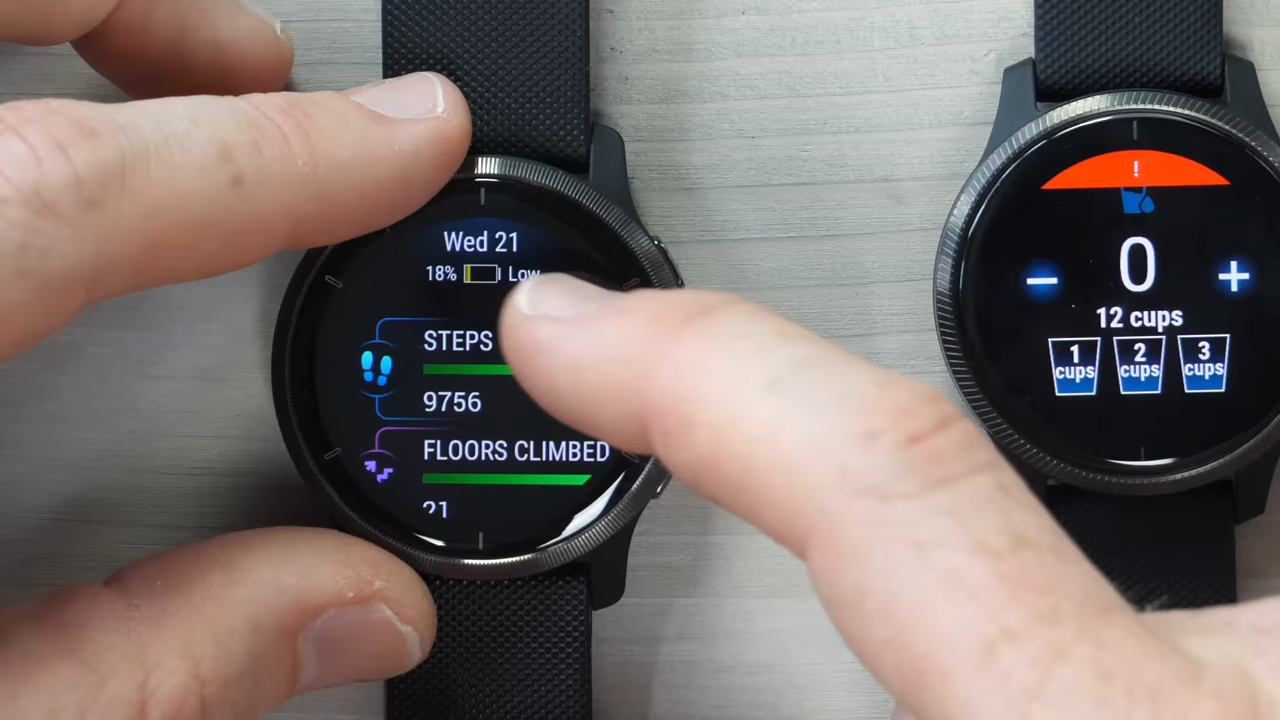 Wed 21
18% Low
STEPS
9756
FLOORS CLIMBED
21
!
0
− +
12 cups
1 cups
2 cups
3 cups